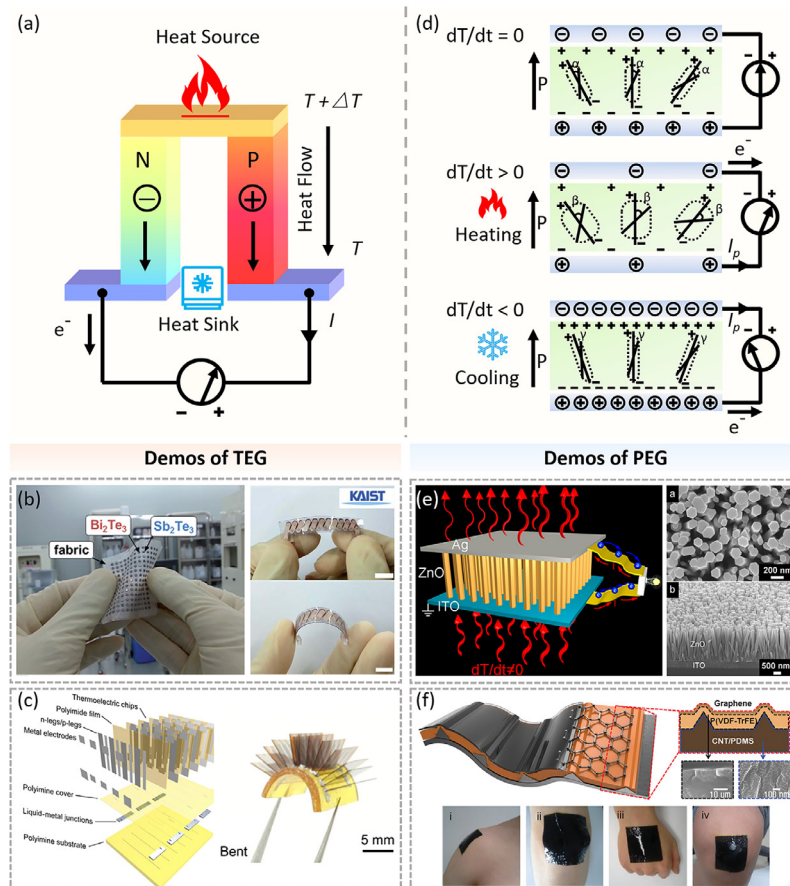 (a)
Heat Source
T + △T
N
P
Heat Flow
T
Heat Sink
e-
I
- +
(d)
dT/dt = 0
P
α
α
α
- +
dT/dt > 0
Heating
P
β
β
β
e-
Ip
- +
dT/dt < 0
Cooling
P
γ
γ
γ
Ip
e-
- +
Demos of TEG
Demos of PEG
(b)
Bi2Te3
Sb2Te3
fabric
KAIST
(c)
Thermoelectric chips
Polyimide film
n-legs/p-legs
Metal electrodes
Polyimine cover
Liquid-metal junctions
Polyimine substrate
Bent
5 mm
(e)
Ag
ZnO
ITO
dT/dt≠0
a
200 nm
b
ZnO
ITO
500 nm
(f)
Graphene
P(VDF-TrFE)
CNT/PDMS
10 um
100 nm
i
ii
iii
iv